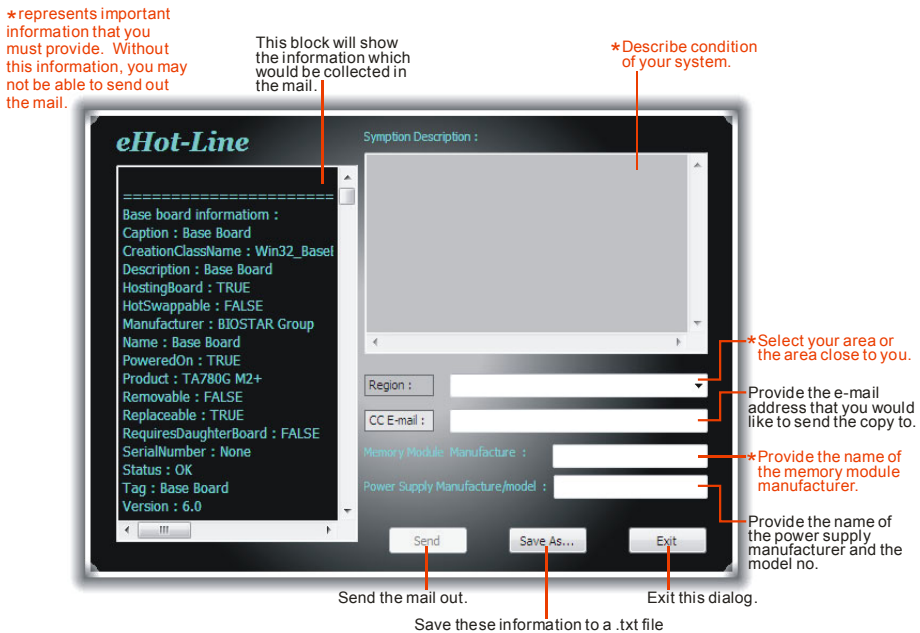 *represents important
information that you
must provide. Without
this information, you may
not be able to send out
the mail.
This block will show
the information which
would be collected in
the mail.
*Describe condition
of your system.
eHot-Line
Symption Description :
======================
Base board informatiom :
Caption : Base Board
CreationClassName : Win32_BaseB
Description : Base Board
HostingBoard : TRUE
HotSwappable : FALSE
Manufacturer : BIOSTAR Group
Name : Base Board
PoweredOn : TRUE
Product : TA780G M2+
Removable : FALSE
Replaceable : TRUE
RequiresDaughterBoard : FALSE
SerialNumber : None
Status : OK
Tag : Base Board
Version : 6.0
Region :
CC E-mail :
Memory Module Manufacture :
Power Supply Manufacture/model :
Send
Save As...
Exit
*Select your area or
the area close to you.
Provide the e-mail
address that you would
like to send the copy to.
*Provide the name of
the memory module
manufacturer.
Provide the name of
the power supply
manufacturer and the
model no.
Send the mail out.
Exit this dialog.
Save these information to a .txt file